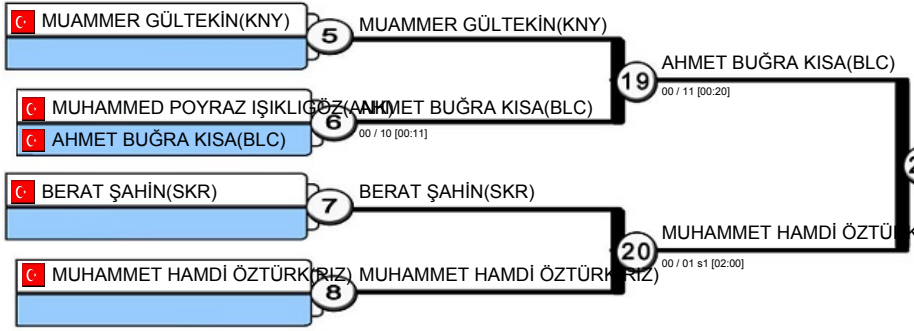 MUAMMER GÜLTEKİN(KNY)
5
MUAMMER GÜLTEKİN(KNY)
19
AHMET BUĞRA KISA(BLC)
00 / 11 [00:20]
MUHAMMED POYRAZ IŞIKLIGÖZ(ANK)
6
AHMET BUĞRA KISA(BLC)
00 / 10 [00:11]
AHMET BUĞRA KISA(BLC)
BERAT ŞAHİN(SKR)
7
BERAT ŞAHİN(SKR)
20
MUHAMMET HAMDİ ÖZTÜRK
00 / 01 s1 [02:00]
MUHAMMET HAMDİ ÖZTÜRK(RIZ)
8
MUHAMMET HAMDİ ÖZTÜRK(RIZ)